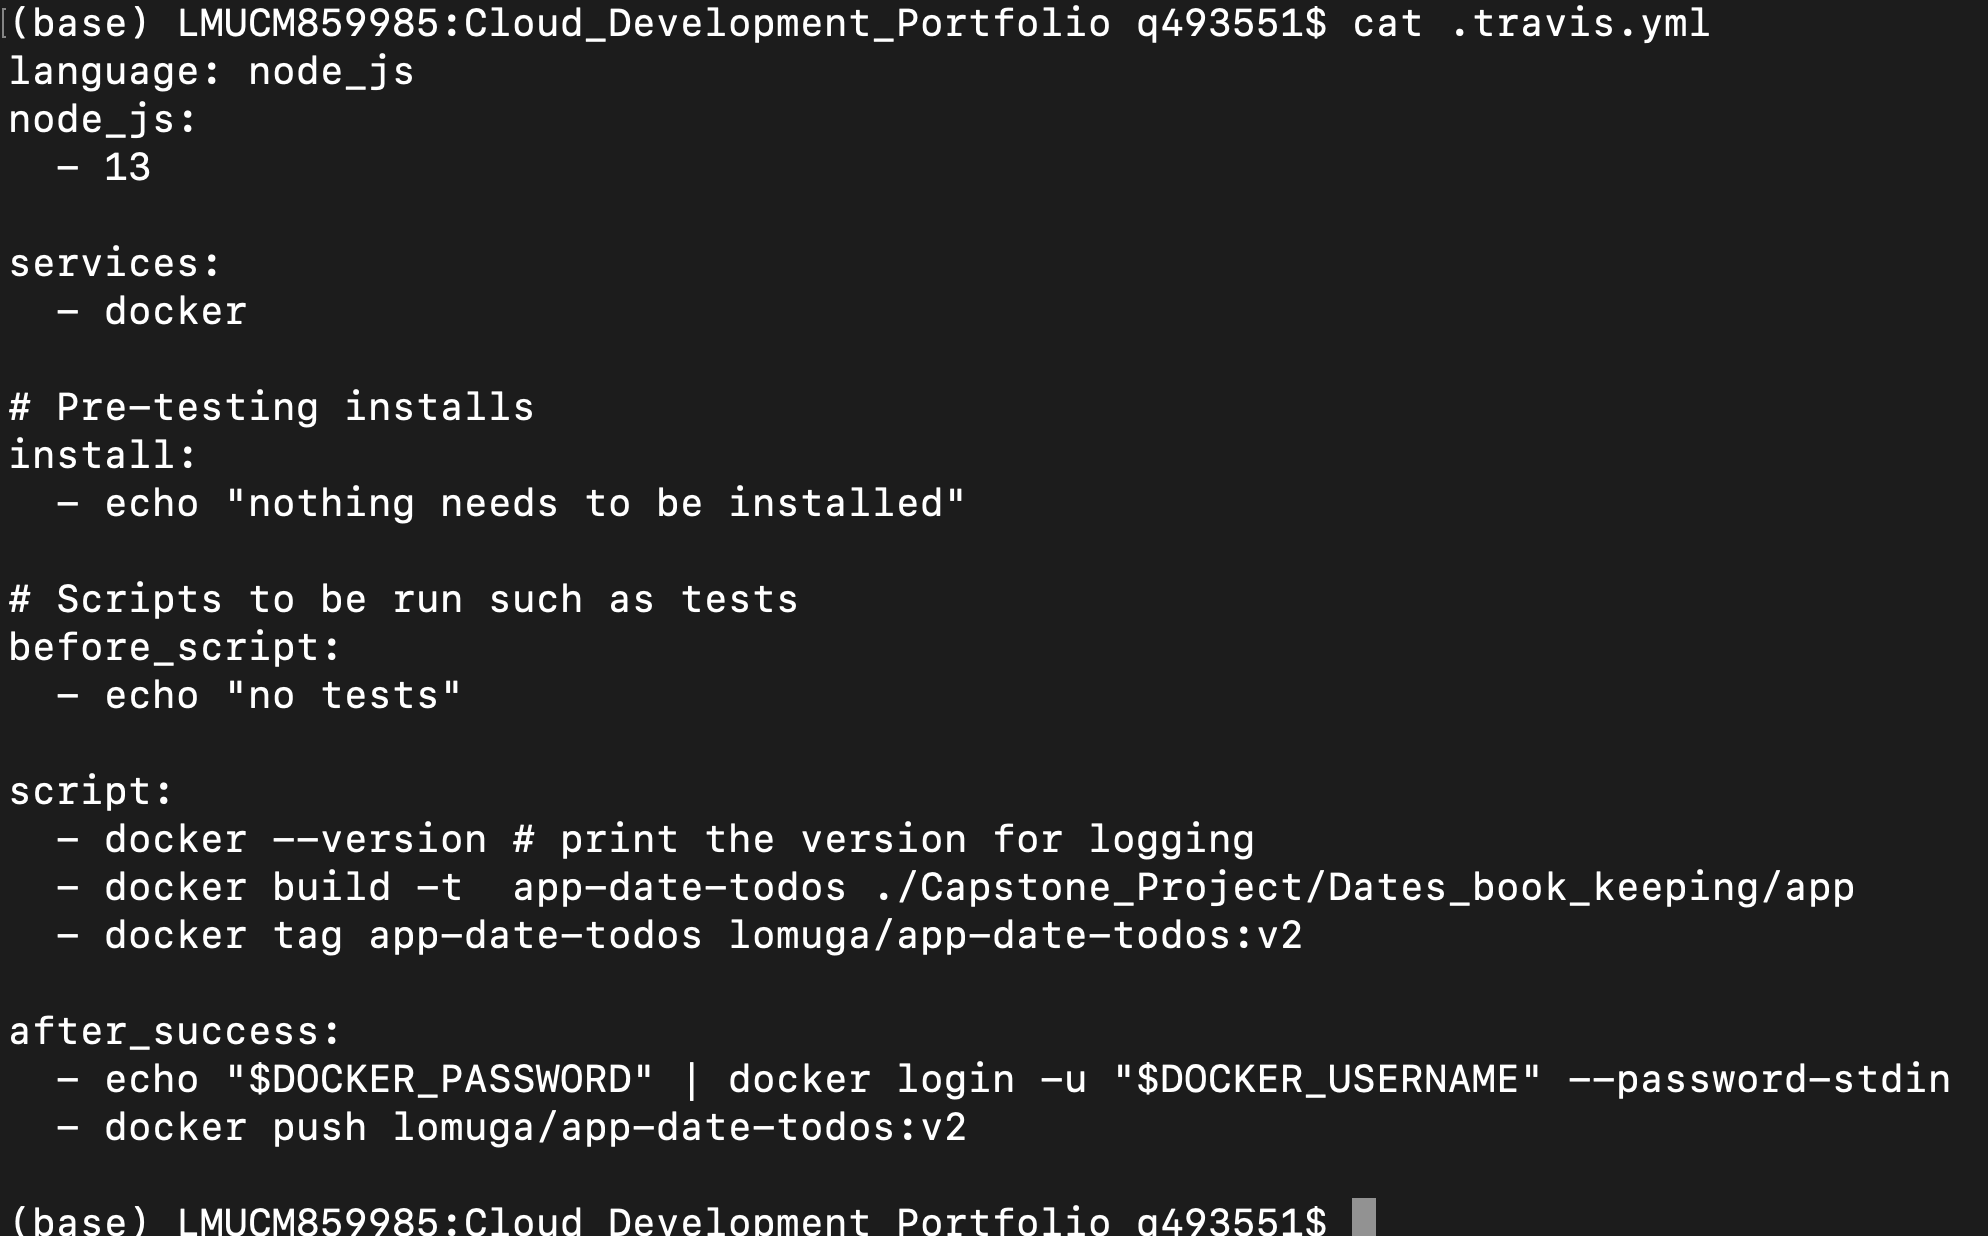 (base) LMUCM859985:Cloud_Development_Portfolio q493551$ cat .travis.yml
language: node_js
node_js:
  - 13

services:
  - docker

# Pre-testing installs
install:
  - echo "nothing needs to be installed"

# Scripts to be run such as tests
before_script:
  - echo "no tests"

script:
  - docker --version # print the version for logging
  - docker build -t  app-date-todos ./Capstone_Project/Dates_book_keeping/app
  - docker tag app-date-todos lomuga/app-date-todos:v2

after_success:
  - echo "$DOCKER_PASSWORD" | docker login -u "$DOCKER_USERNAME" --password-stdin
  - docker push lomuga/app-date-todos:v2

(base) LMUCM859985:Cloud_Development_Portfolio q493551$